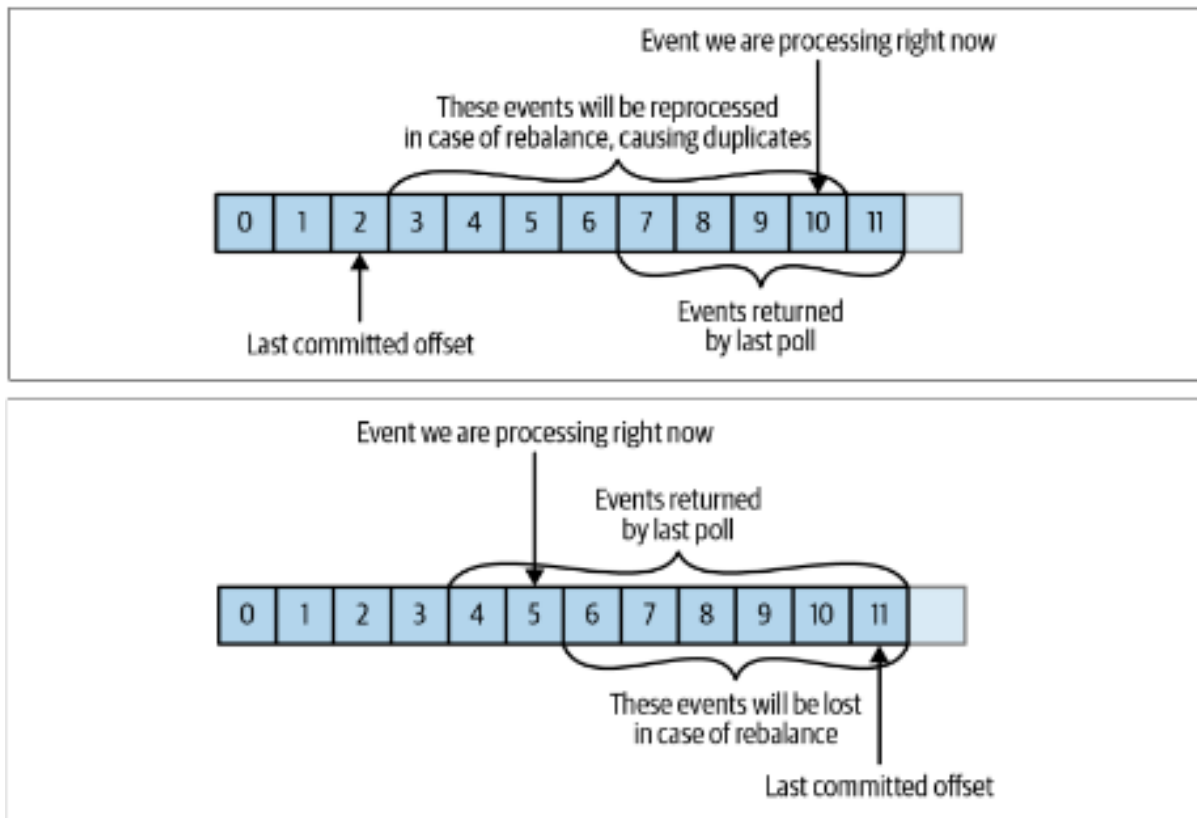 Event we are processing right now
These events will be reprocessed
in case of rebalance, causing duplicates
0 1 2 3 4 5 6 7 8 9 10 11
Events returned
by last poll
Last committed offset
Event we are processing right now
Events returned
by last poll
0 1 2 3 4 5 6 7 8 9 10 11
These events will be lost
in case of rebalance
Last committed offset